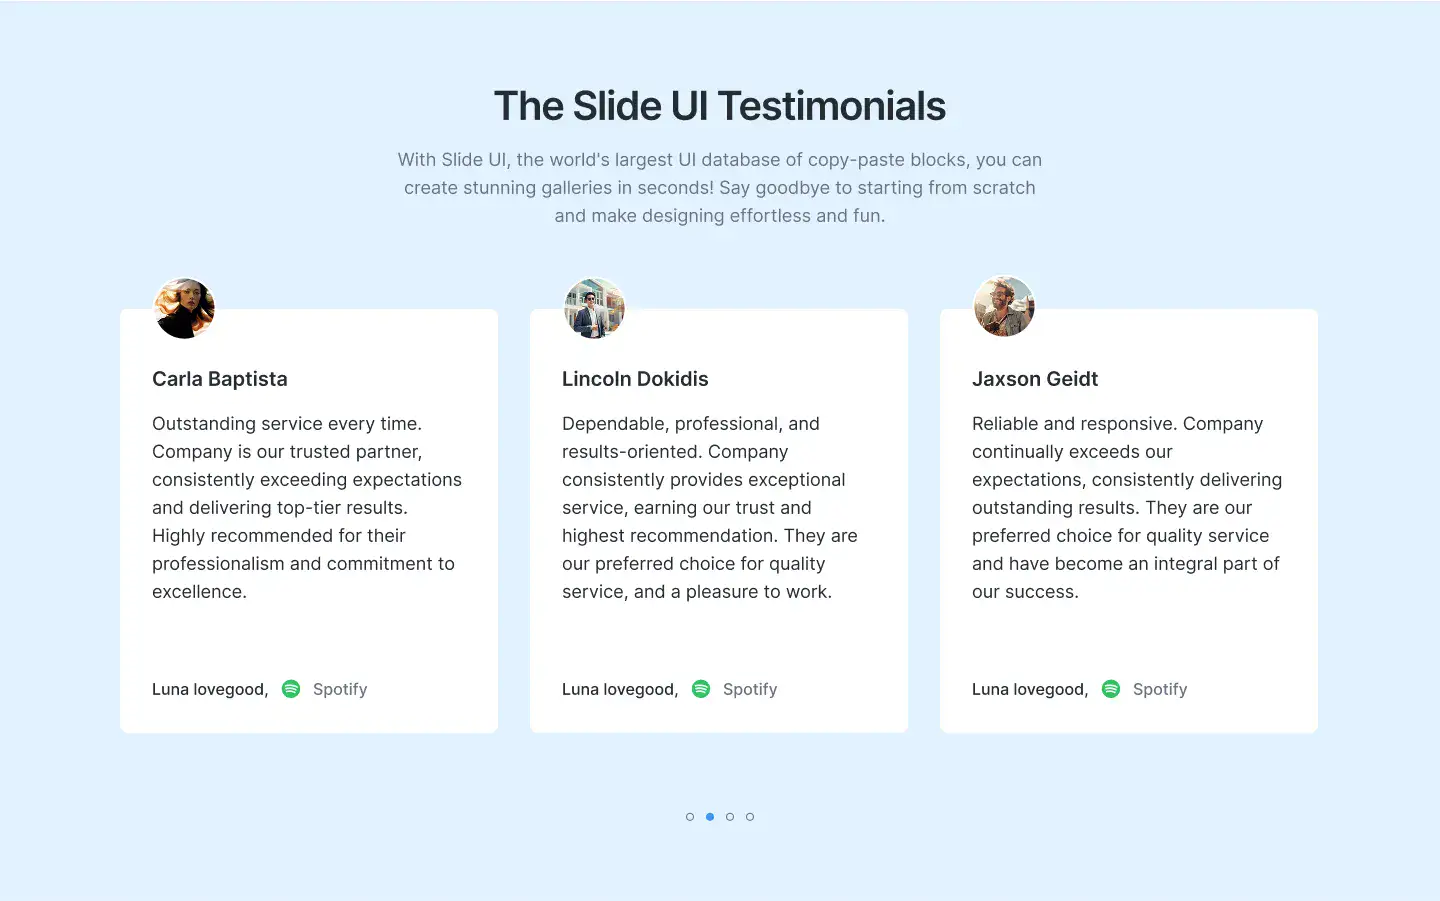 The Slide UI Testimonials
With Slide UI, the world's largest UI database of copy-paste blocks, you can
create stunning galleries in seconds! Say goodbye to starting from scratch
and make designing effortless and fun.
Carla Baptista
Outstanding service every time.
Company is our trusted partner,
consistently exceeding expectations
and delivering top-tier results.
Highly recommended for their
professionalism and commitment to
excellence.
Luna lovegood, Spotify
Lincoln Dokidis
Dependable, professional, and
results-oriented. Company
consistently provides exceptional
service, earning our trust and
highest recommendation. They are
our preferred choice for quality
service, and a pleasure to work.
Luna lovegood, Spotify
Jaxson Geidt
Reliable and responsive. Company
continually exceeds our
expectations, consistently delivering
outstanding results. They are our
preferred choice for quality service
and have become an integral part of
our success.
Luna lovegood, Spotify